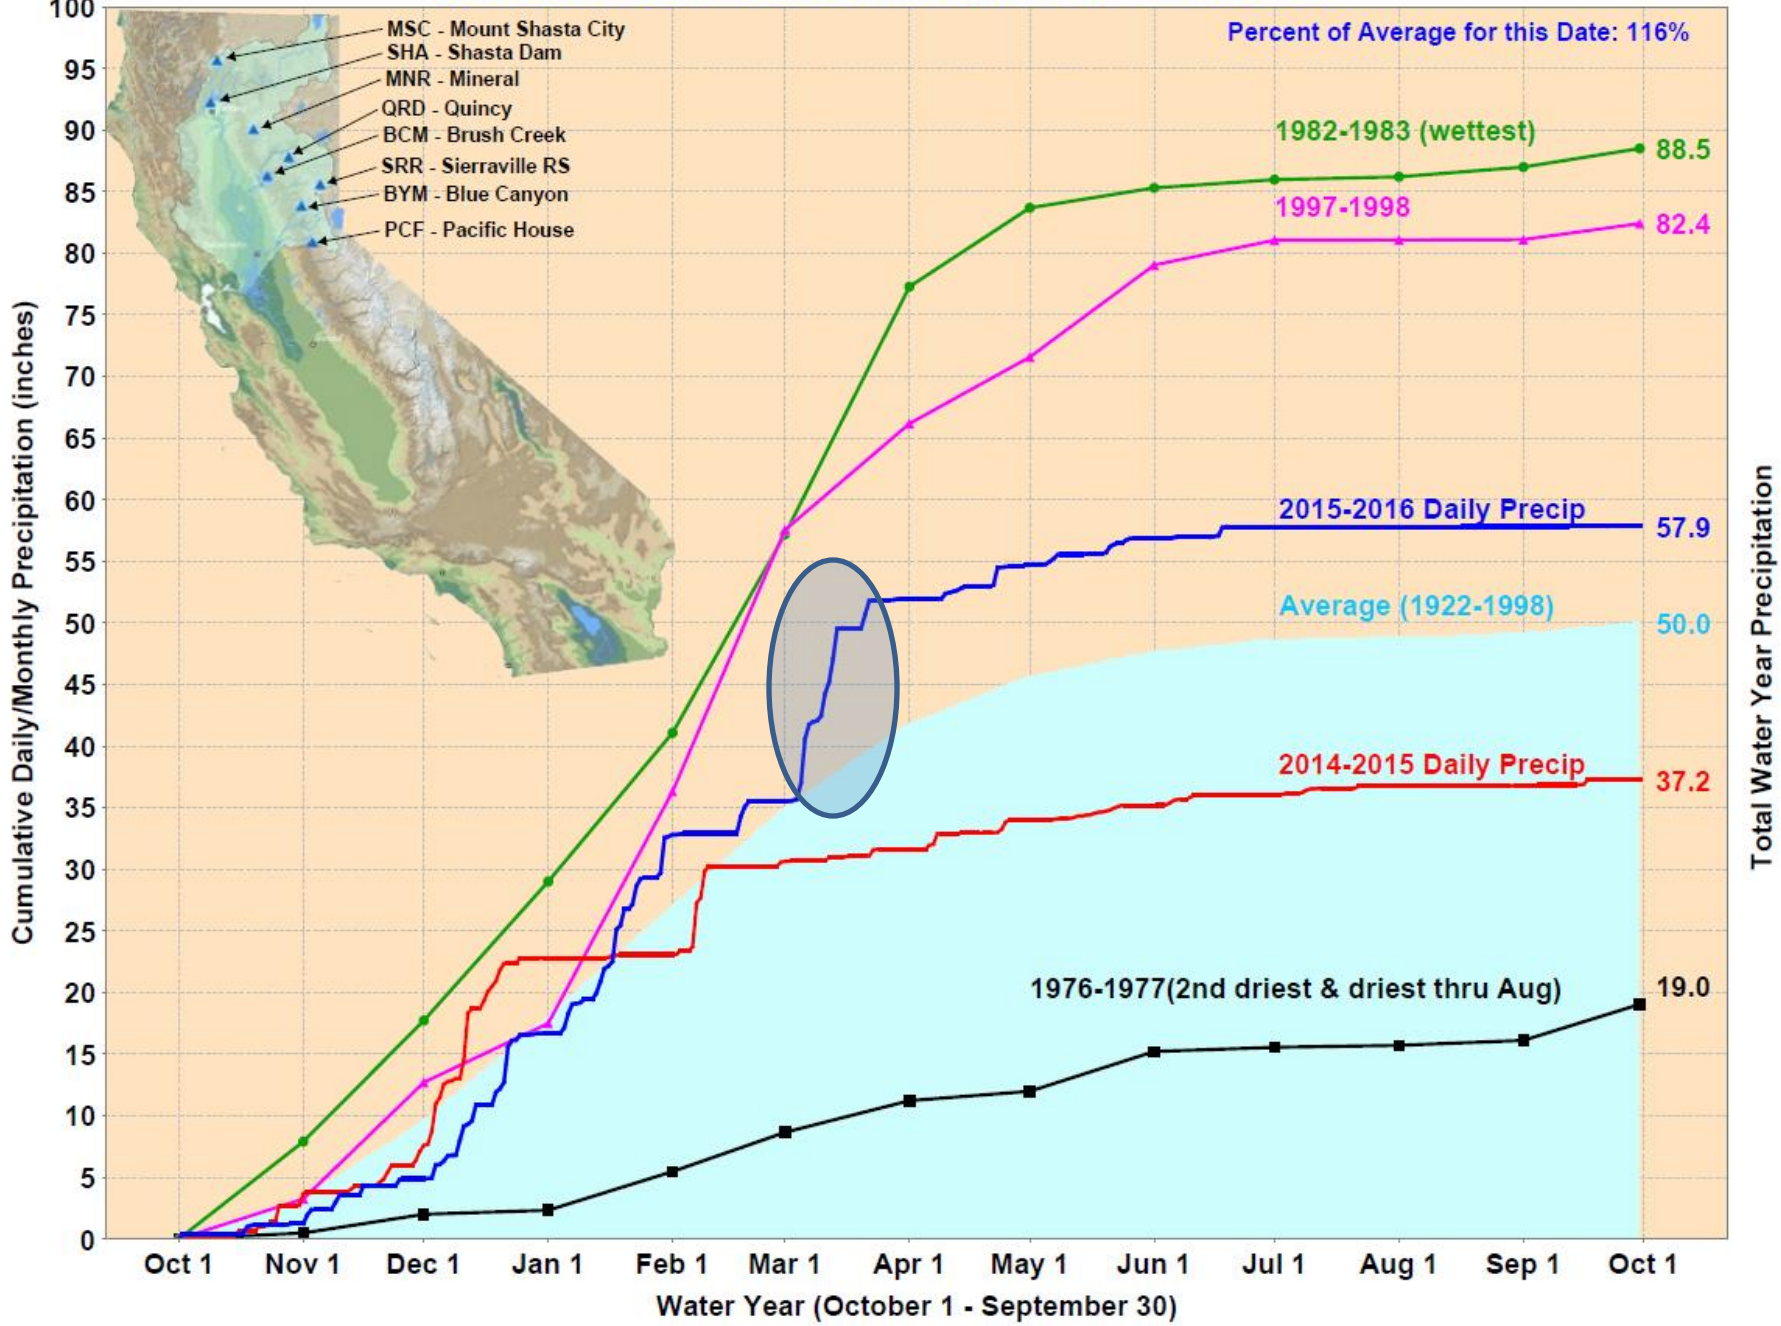 Percent of Average for this Date: 116%
MSC - Mount Shasta City
SHA - Shasta Dam
MNR - Mineral
QRD - Quincy
BCM - Brush Creek
SRR - Sierraville RS
BYM - Blue Canyon
PCF - Pacific House
Cumulative Daily/Monthly Precipitation (inches)
100
95
90
85
80
75
70
65
60
55
50
45
40
35
30
25
20
15
10
5
0
1982-1983 (wettest)
88.5
1997-1998
82.4
2015-2016 Daily Precip
57.9
Average (1922-1998)
50.0
2014-2015 Daily Precip
37.2
1976-1977(2nd driest & driest thru Aug)
19.0
Total Water Year Precipitation
Oct 1 Nov 1 Dec 1 Jan 1 Feb 1 Mar 1 Apr 1 May 1 Jun 1 Jul 1 Aug 1 Sep 1 Oct 1
Water Year (October 1 - September 30)